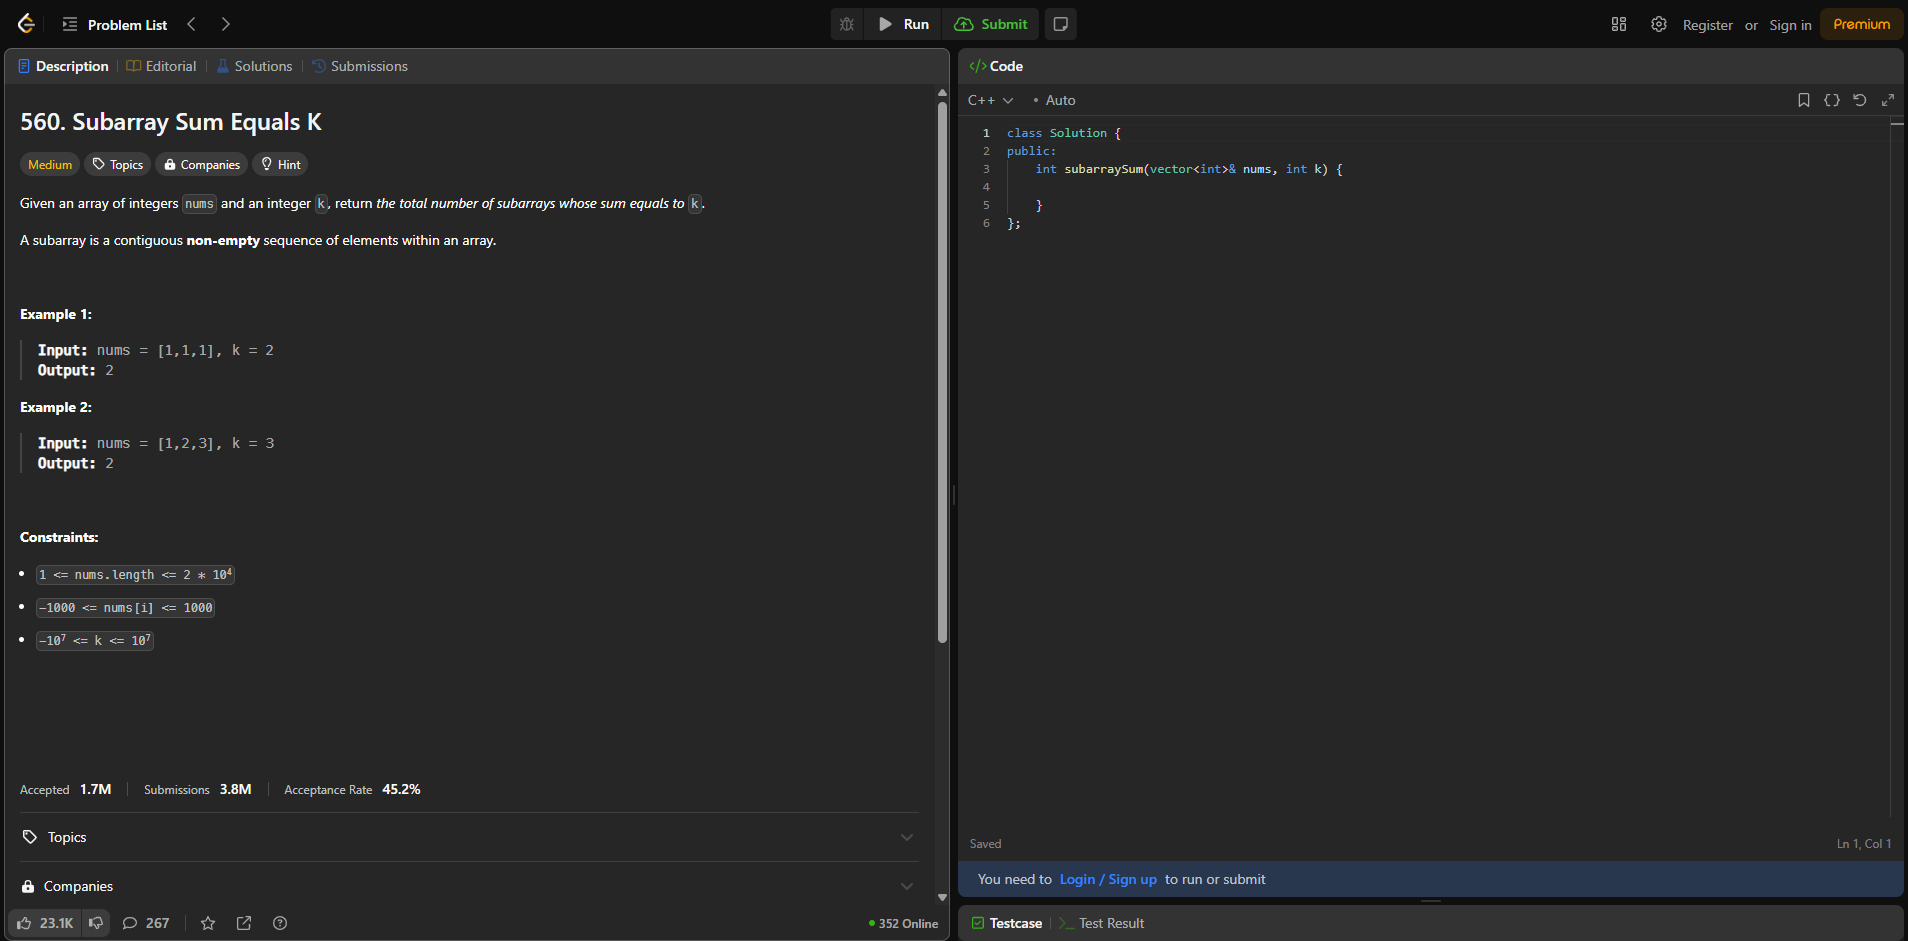 Problem List
Run
Submit
Register or Sign in
Premium
Description
Editorial
Solutions
Submissions
560. Subarray Sum Equals K
Medium
Topics
Companies
Hint
Given an array of integers nums and an integer k, return the total number of subarrays whose sum equals to k.
A subarray is a contiguous non-empty sequence of elements within an array.
Example 1:
Input: nums = [1,1,1], k = 2
Output: 2
Example 2:
Input: nums = [1,2,3], k = 3
Output: 2
Constraints:
• 1 <= nums.length <= 2 * 10⁴
• -1000 <= nums[i] <= 1000
• -10⁷ <= k <= 10⁷
Accepted 1.7M
Submissions 3.8M
Acceptance Rate 45.2%
Topics
Companies
23.1K
267
352 Online
</> Code
C++
• Auto
1 class Solution {
2 public:
3     int subarraySum(vector<int>& nums, int k) {
4
5     }
6 };
Saved
Ln 1, Col 1
You need to Login / Sign up to run or submit
Testcase
>_ Test Result